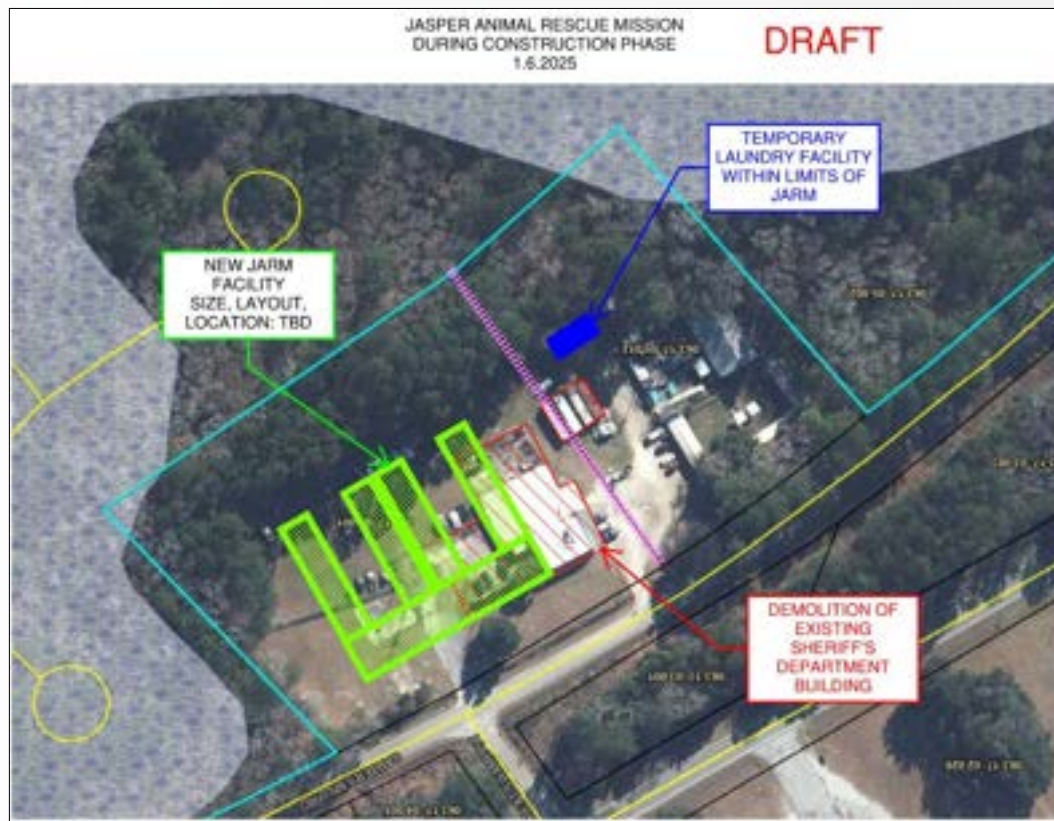 JASPER ANIMAL RESCUE MISSION
DURING CONSTRUCTION PHASE
1.6.2025
DRAFT
TEMPORARY
LAUNDRY FACILITY
WITHIN LIMITS OF
JARM
NEW JARM
FACILITY
SIZE, LAYOUT,
LOCATION: TBD
DEMOLITION OF
EXISTING
SHERIFF'S
DEPARTMENT
BUILDING